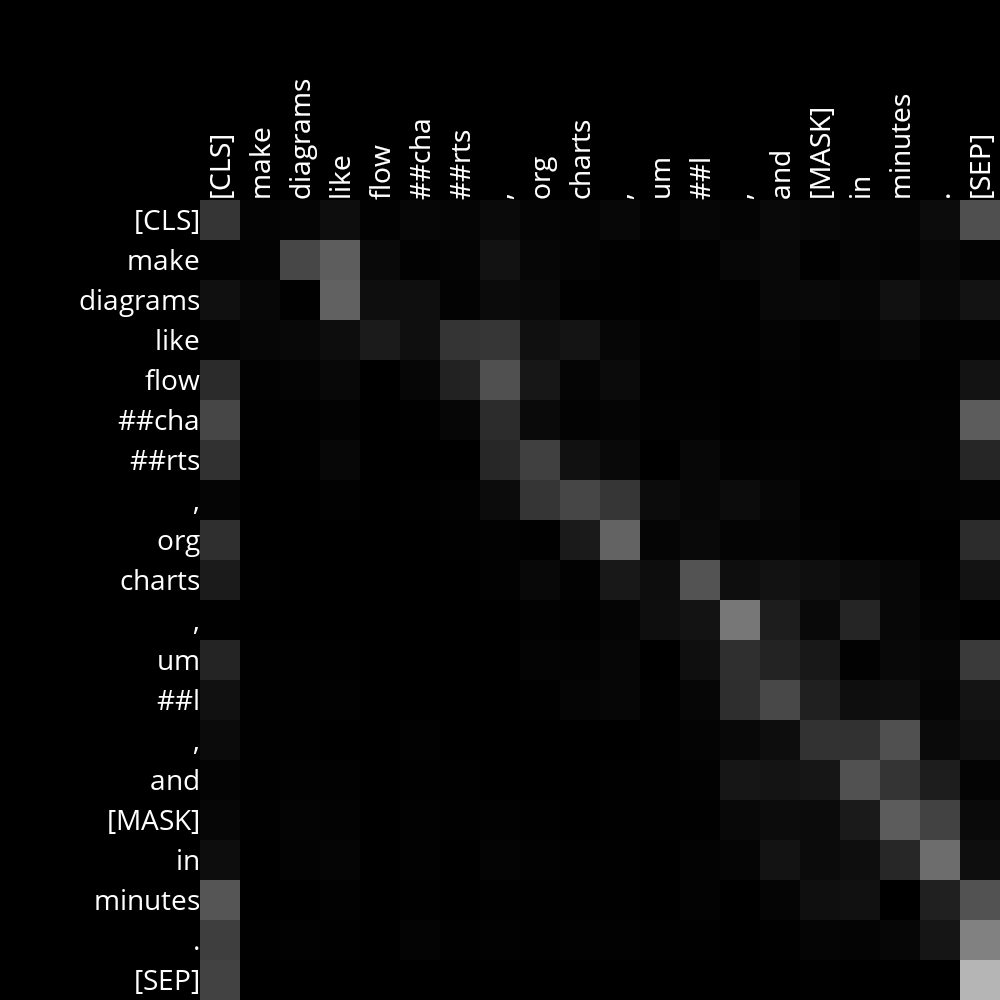 [CLS]
make
diagrams
like
flow
##cha
##rts
,
org
charts
,
um
##l
,
and
[MASK]
in
minutes
.
[SEP]
[CLS]
make
diagrams
like
flow
##cha
##rts
,
org
charts
,
um
##l
,
and
[MASK]
in
minutes
.
[SEP]